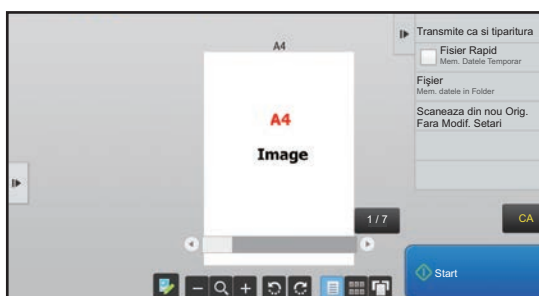 A4
A4
Image
1 / 7
Transmite ca si tiparitura
Fisier Rapid
Mem. Datele Temporar
Fişier
Mem. datele in Folder
Scaneaza din nou Orig.
Fara Modif. Setari
CA
Start